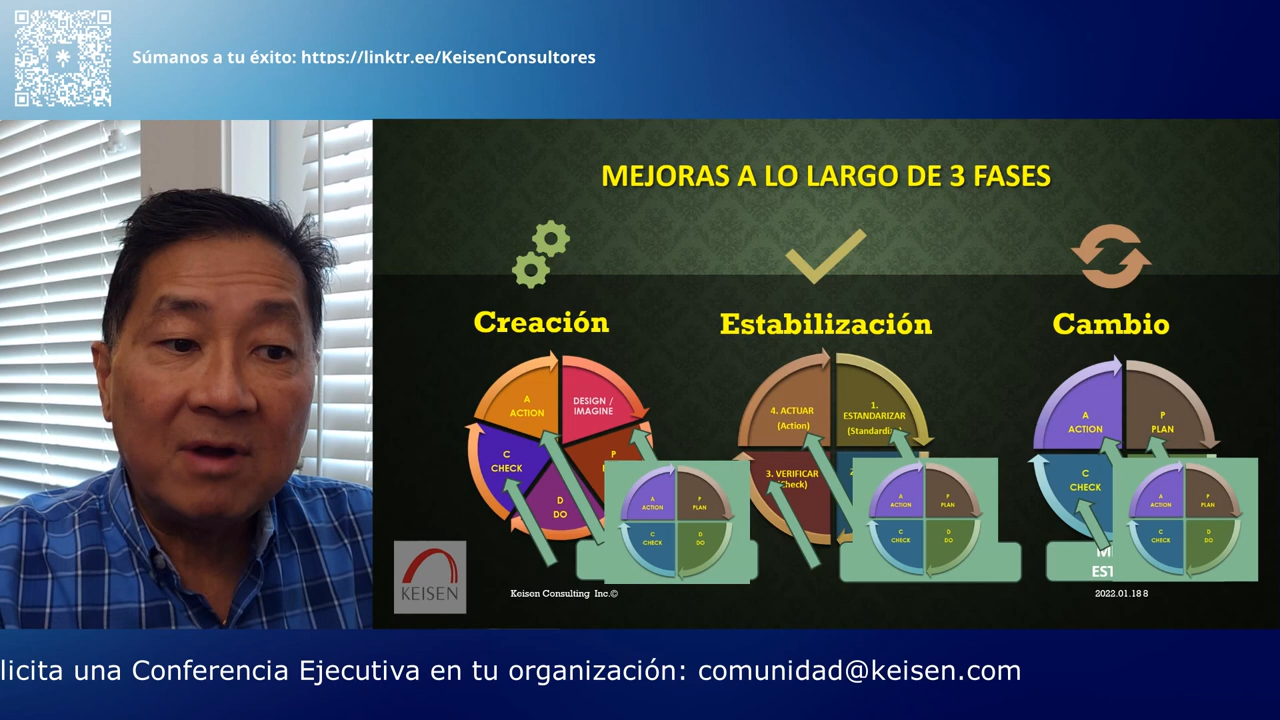 Súmanos a tu éxito: https://linktr.ee/KeisenConsultores
MEJORAS A LO LARGO DE 3 FASES
Creación
Estabilización
Cambio
A
ACTION
DESIGN /
IMAGINE
C
CHECK
P
D
DO
4. ACTUAR
(Action)
1.
ESTANDARIZAR
3. VERIFICAR
A
ACTION
P
PLAN
C
CHECK
A
ACTION
P
PLAN
C
CHECK
D
DO
A
ACTION
P
PLAN
C
CHECK
D
DO
A
ACTION
P
PLAN
C
CHECK
D
DO
KEISEN
Keisen Consulting Inc.©
2022.01.18 8
licita una Conferencia Ejecutiva en tu organización: comunidad@keisen.com